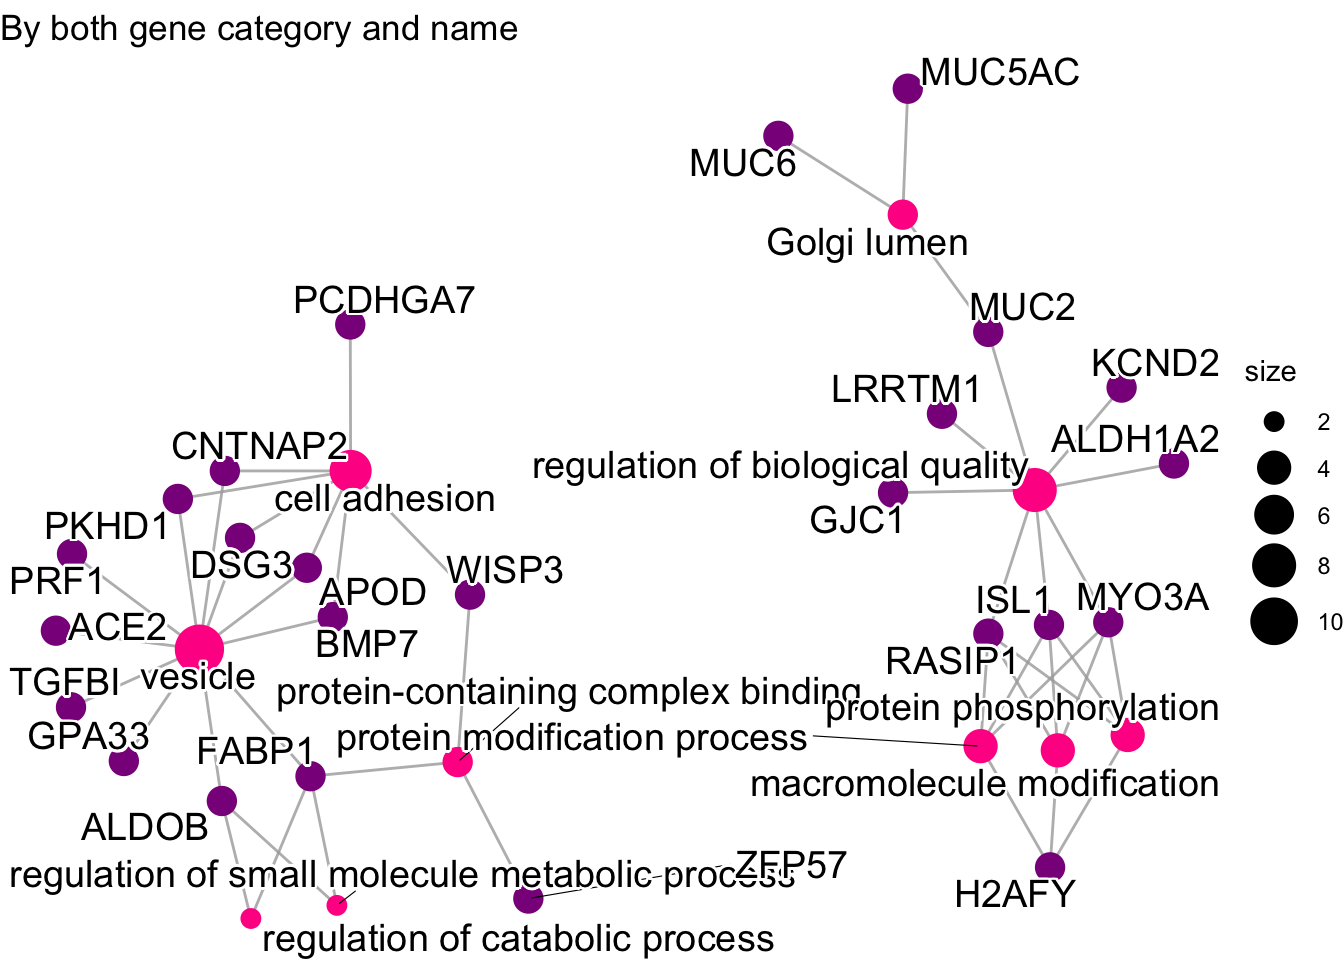 By both gene category and name
MUC5AC
MUC6
Golgi lumen
PCDHGA7
MUC2
KCND2
size
LRRTM1
2
CNTNAP2
ALDH1A2
regulation of biological quality
4
cell adhesion
PKHD1
GJC1
6
DSG3
PRF1
WISP3
8
APOD
ISL1
MYO3A
ACE2
10
BMP7
RASIP1
TGFBI
vesicle
protein-containing complex binding
protein phosphorylation
GPA33
protein modification process
FABP1
macromolecule modification
ALDOB
ZFP57
regulation of small molecule metabolic process
H2AFY
regulation of catabolic process